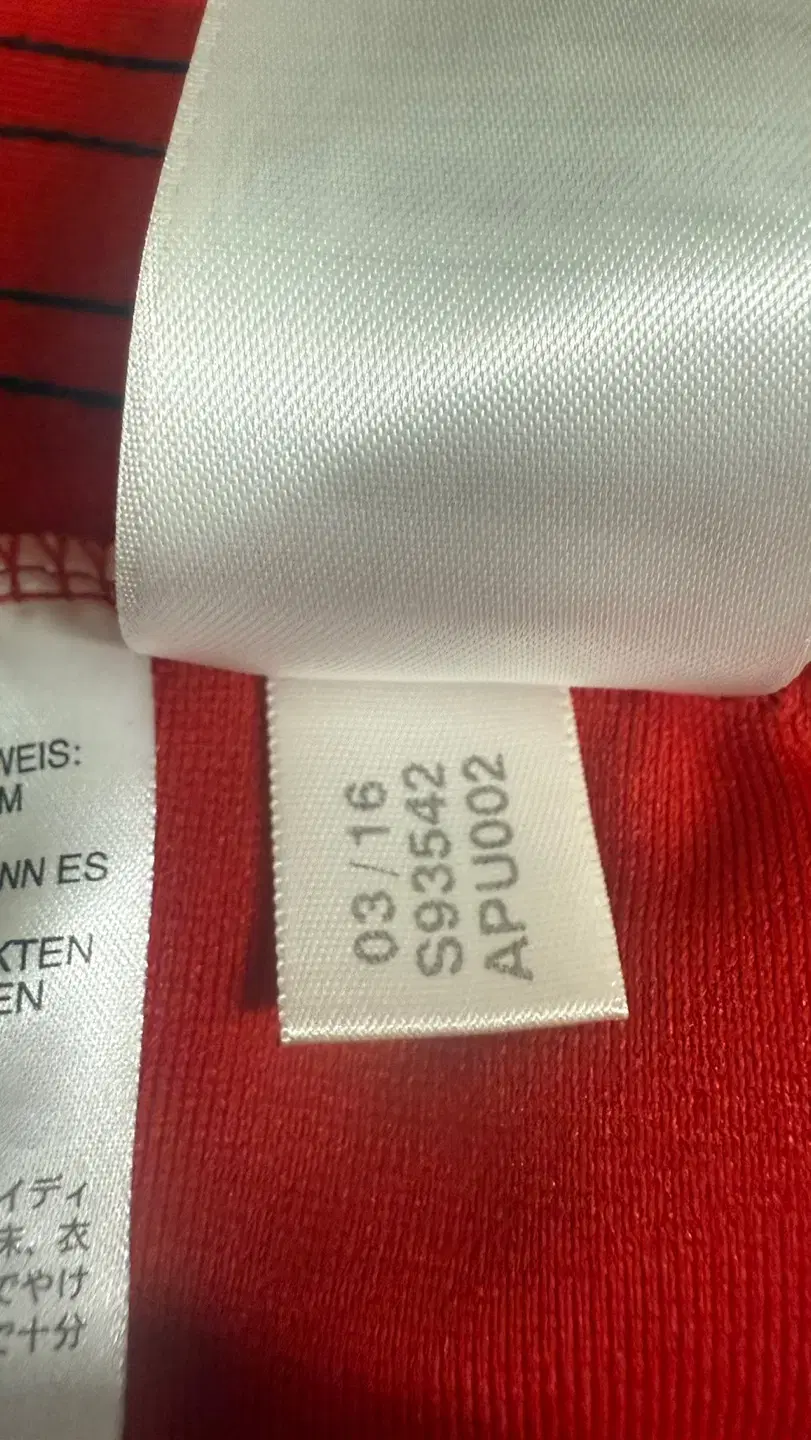 WEIS:
M
NN ES
KTEN
EN
イディ
末、衣
でやけ
で十分
03/16
S93542
APU002